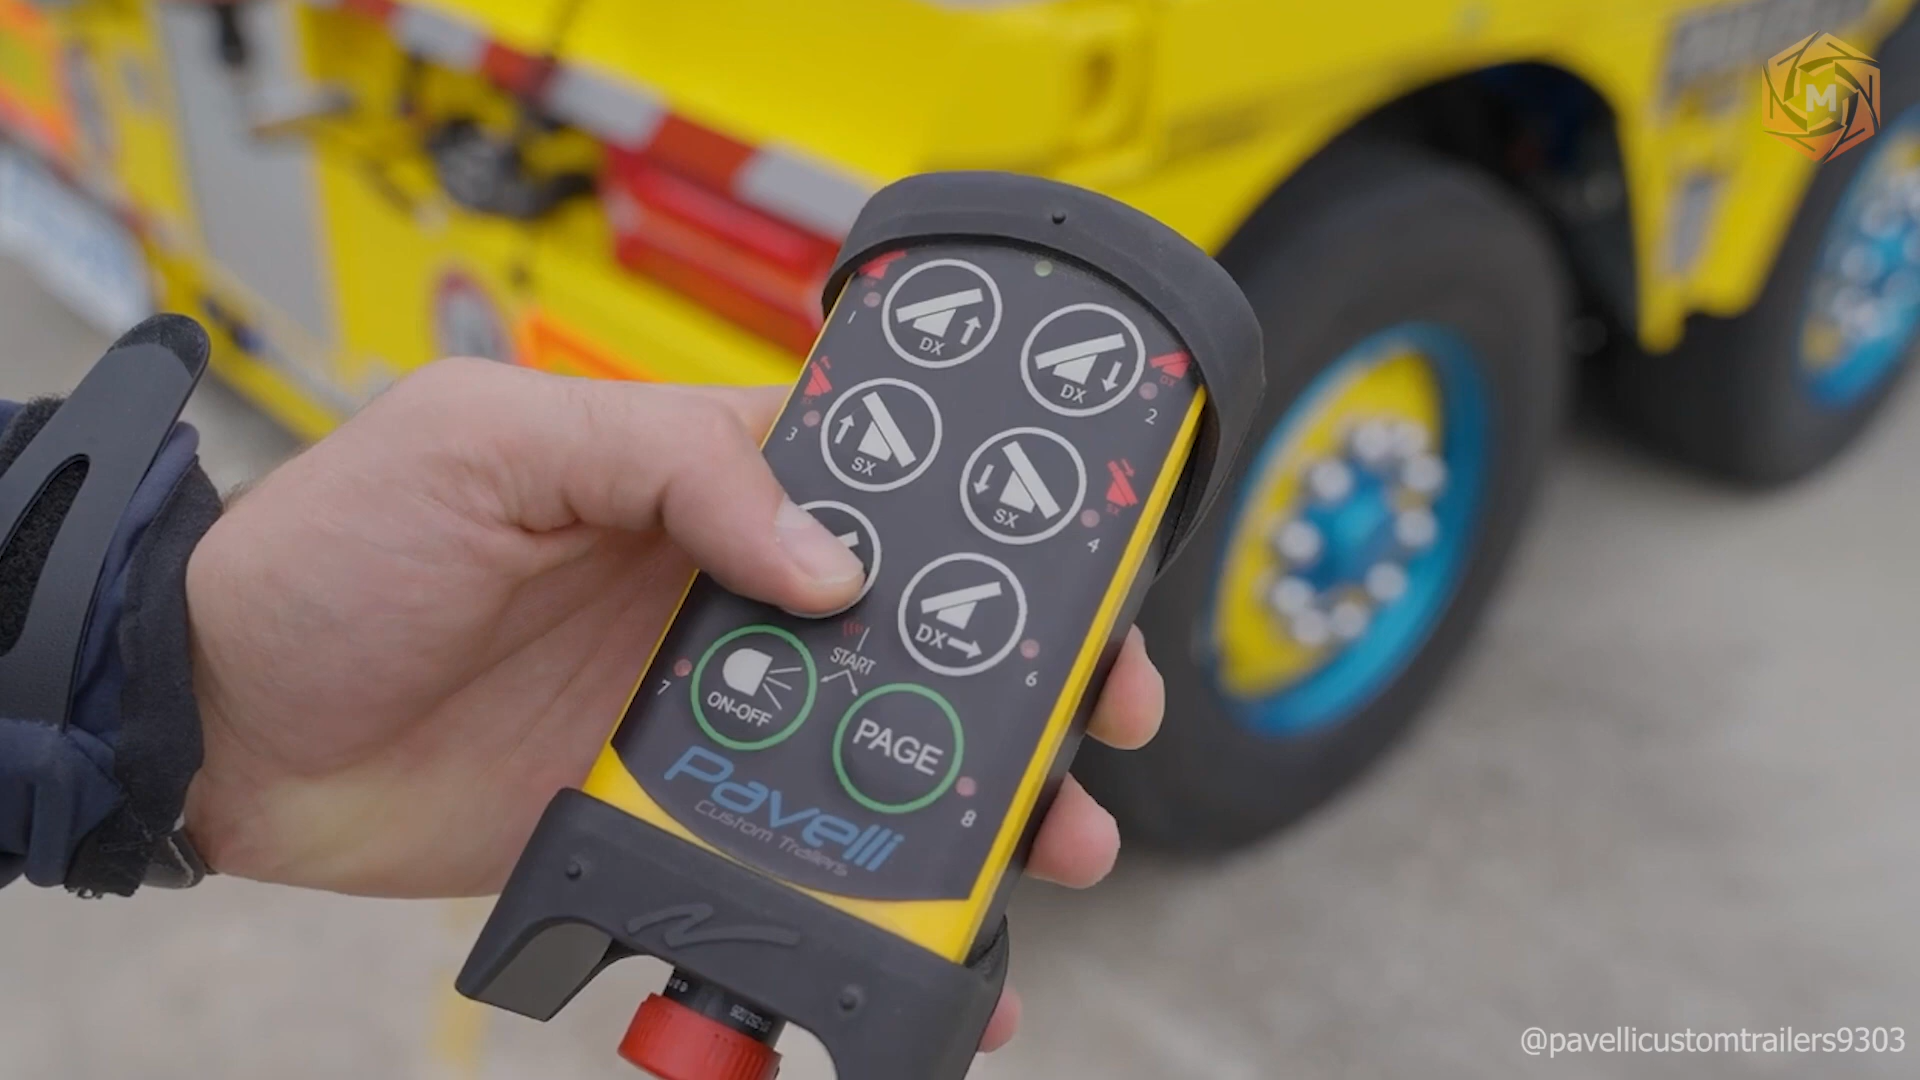 M
1
DX
DX
2
3
SX
SX
4
DX
6
START
7
ON-OFF
PAGE
8
Pavelli
Custom Trailers
@pavellicustomtrailers9303